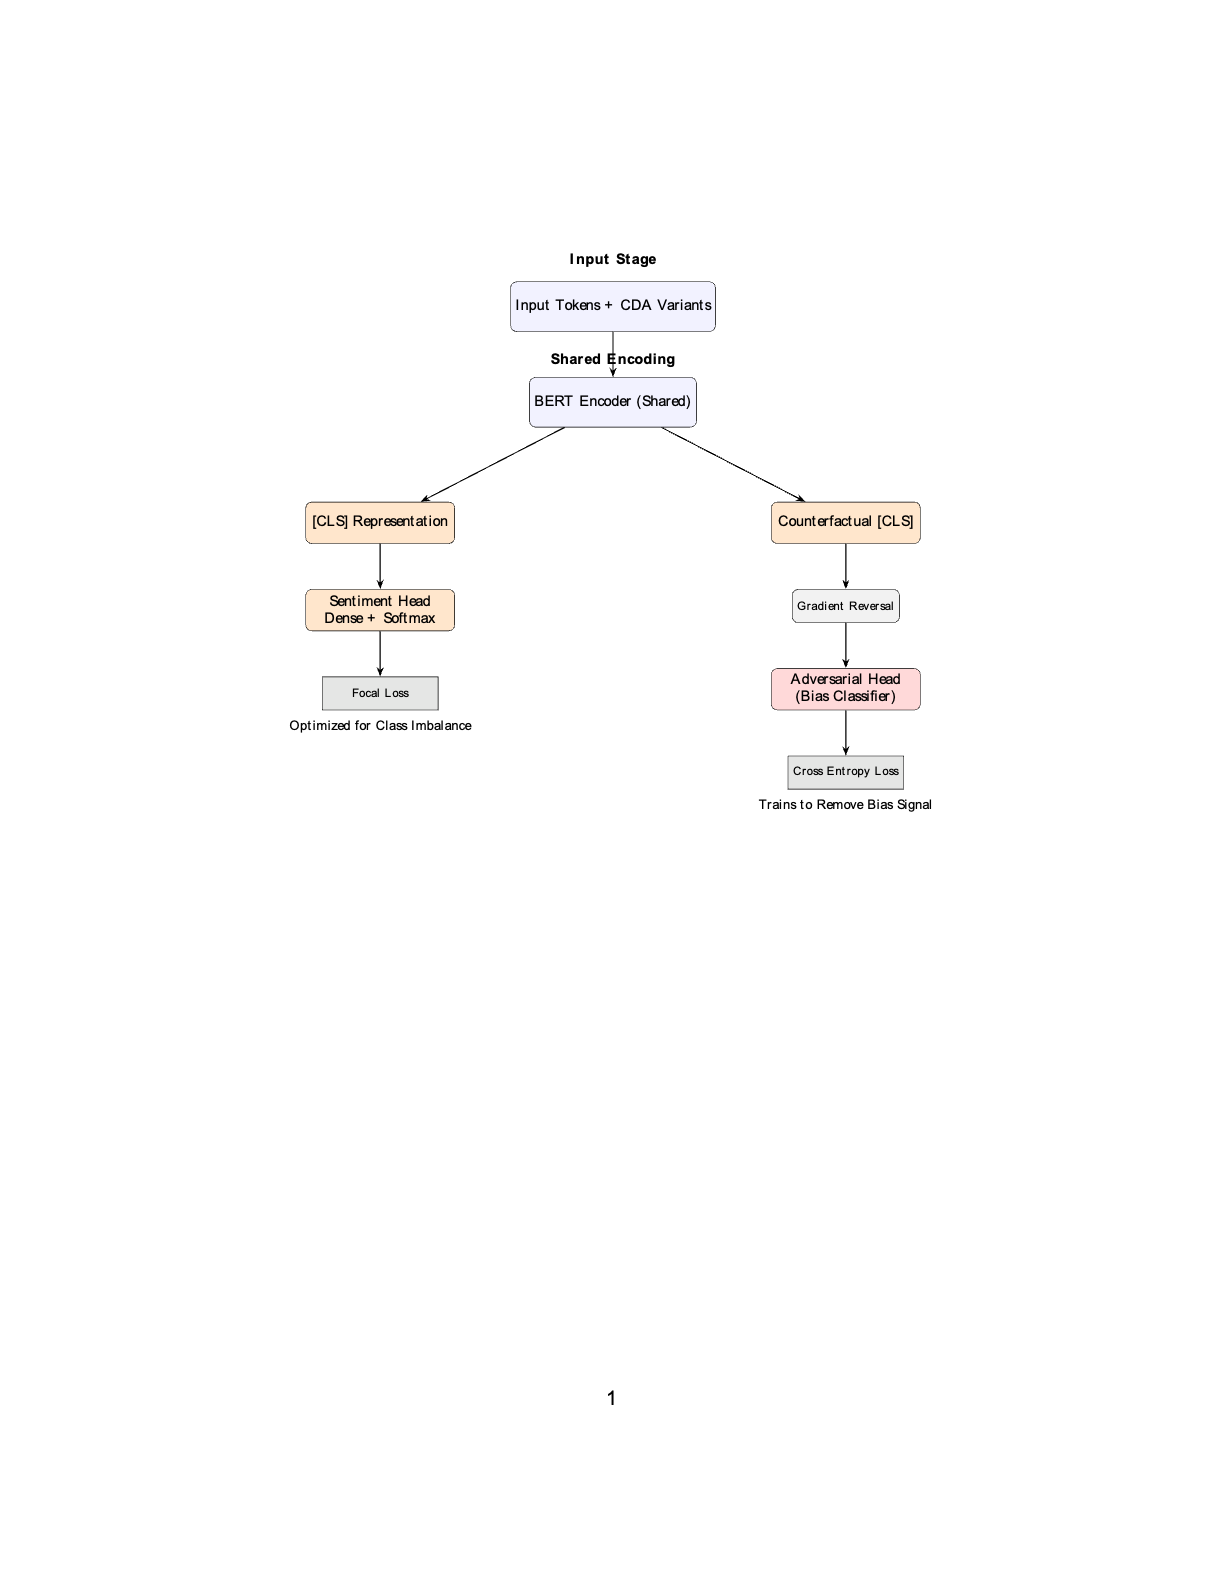 Input Stage
Input Tokens + CDA Variants
Shared Encoding
BERT Encoder (Shared)
[CLS] Representation
Counterfactual [CLS]
Sentiment Head
Dense + Softmax
Gradient Reversal
Focal Loss
Optimized for Class Imbalance
Adversarial Head
(Bias Classifier)
Cross Entropy Loss
Trains to Remove Bias Signal
1